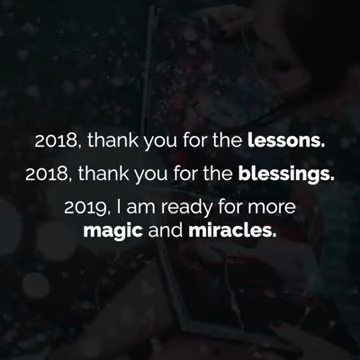 2018, thank you for the lessons.
2018, thank you for the blessings.
2019, I am ready for more
magic and miracles.